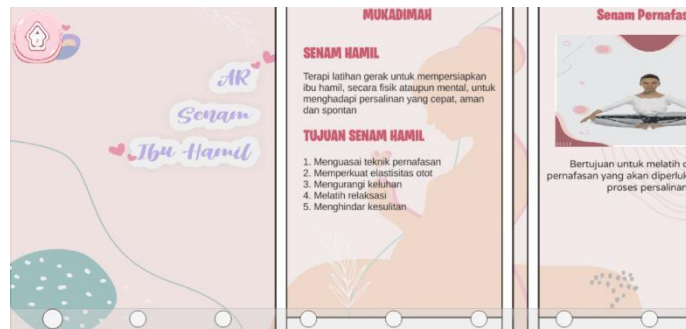 AR
Senam
Ibu Hamil
MUKADIMAH
SENAM HAMIL
Terapi latihan gerak untuk mempersiapkan
ibu hamil, secara fisik ataupun mental, untuk
menghadapi persalinan yang cepat, aman
dan spontan
TUJUAN SENAM HAMIL
1. Menguasai teknik pernafasan
2. Memperkuat elastisitas otot
3. Mengurangi keluhan
4. Melatih relaksasi
5. Menghindar kesulitan
Senam Pernafas
Bertujuan untuk melatih
pernafasan yang akan diperluk
proses persalinan